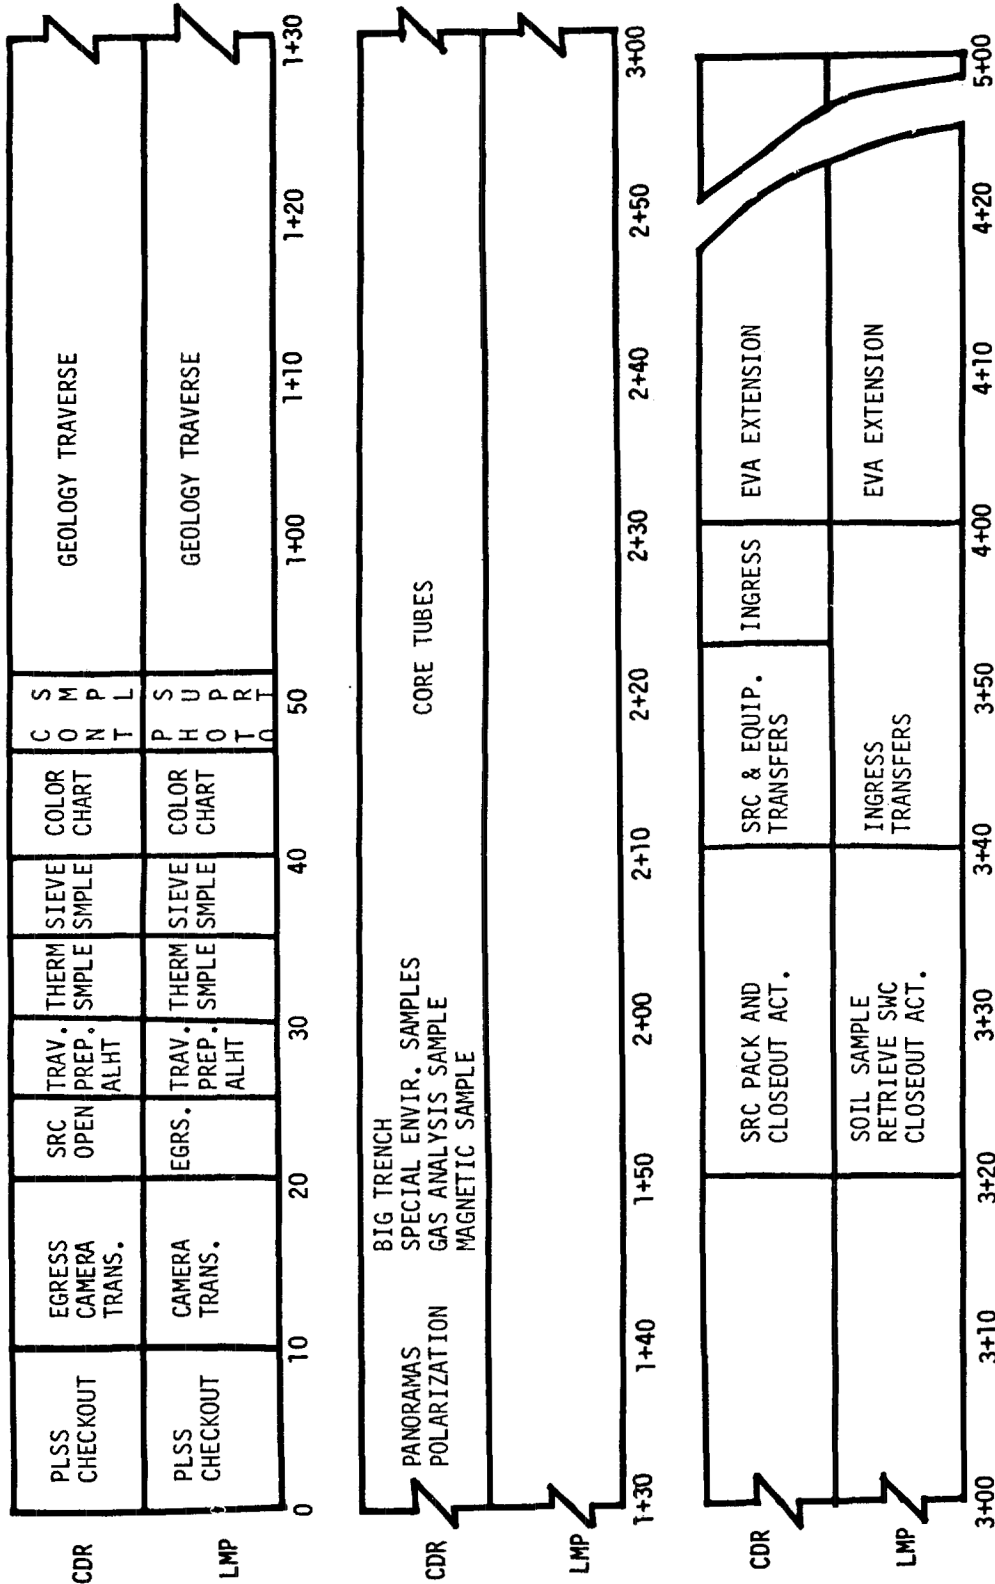 CDR
PLSS
CHECKOUT
EGRESS
CAMERA
TRANS.
SRC
OPEN
TRAV.
PREP.
ALHT
THERM
SMPLE
SIEVE
SMPLE
COLOR
CHART
CONT
SMPL
GEOLOGY TRAVERSE
LMP
PLSS
CHECKOUT
CAMERA
TRANS.
EGRS.
TRAV.
PREP.
ALHT
THERM
SMPLE
SIEVE
SMPLE
COLOR
CHART
PHOTO
SUPRT
GEOLOGY TRAVERSE
0 10 20 30 40 50 1+00 1+10 1+20 1+30
CDR
PANORAMAS
POLARIZATION
BIG TRENCH
SPECIAL ENVIR. SAMPLES
GAS ANALYSIS SAMPLE
MAGNETIC SAMPLE
CORE TUBES
LMP
1+30 1+40 1+50 2+00 2+10 2+20 2+30 2+40 2+50 3+00
CDR
SRC PACK AND
CLOSEOUT ACT.
SRC & EQUIP.
TRANSFERS
INGRESS
EVA EXTENSION
LMP
SOIL SAMPLE
RETRIEVE SWC
CLOSEOUT ACT.
INGRESS
TRANSFERS
EVA EXTENSION
3+00 3+10 3+20 3+30 3+40 3+50 4+00 4+10 4+20 5+00